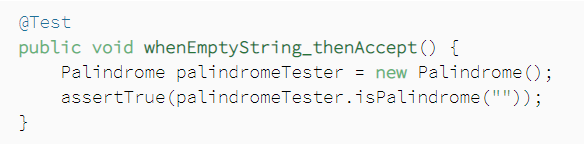 @Test
public void whenEmptyString_thenAccept() {
    Palindrome palindromeTester = new Palindrome();
    assertTrue(palindromeTester.isPalindrome(""));
}